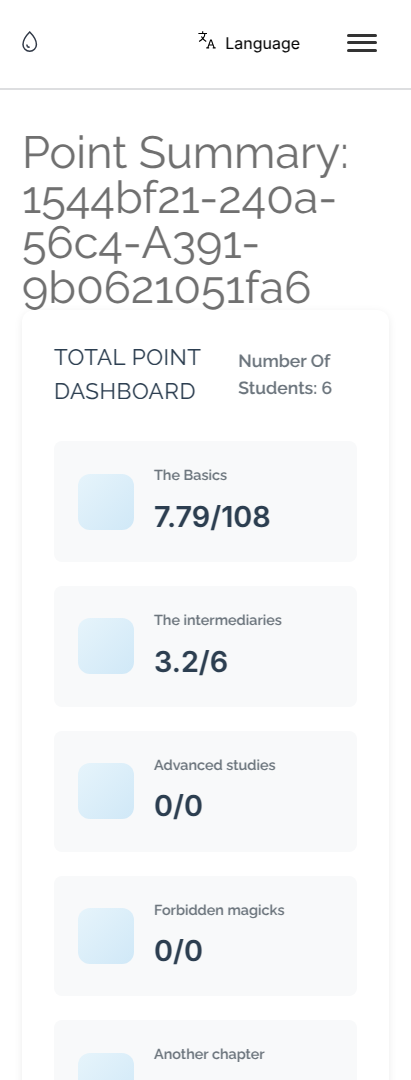 Language
Point Summary:
1544bf21-240a-
56c4-A391-
9b0621051fa6
TOTAL POINT
DASHBOARD
Number Of
Students: 6
The Basics
7.79/108
The intermediaries
3.2/6
Advanced studies
0/0
Forbidden magicks
0/0
Another chapter